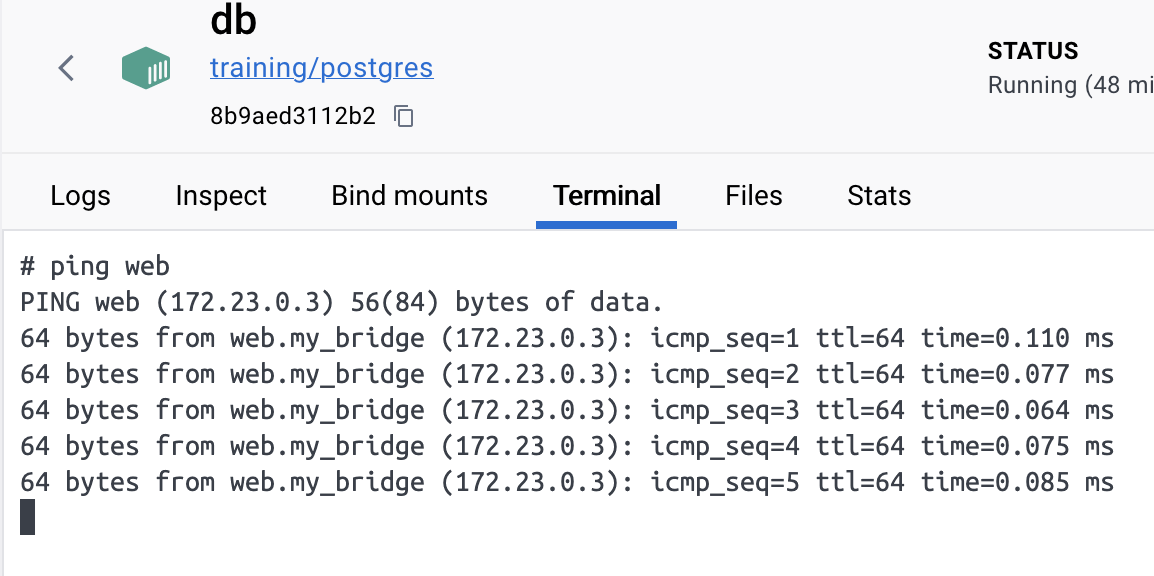 db
training/postgres
8b9aed3112b2
STATUS
Running (48 mi
Logs Inspect Bind mounts Terminal Files Stats
# ping web
PING web (172.23.0.3) 56(84) bytes of data.
64 bytes from web.my_bridge (172.23.0.3): icmp_seq=1 ttl=64 time=0.110 ms
64 bytes from web.my_bridge (172.23.0.3): icmp_seq=2 ttl=64 time=0.077 ms
64 bytes from web.my_bridge (172.23.0.3): icmp_seq=3 ttl=64 time=0.064 ms
64 bytes from web.my_bridge (172.23.0.3): icmp_seq=4 ttl=64 time=0.075 ms
64 bytes from web.my_bridge (172.23.0.3): icmp_seq=5 ttl=64 time=0.085 ms